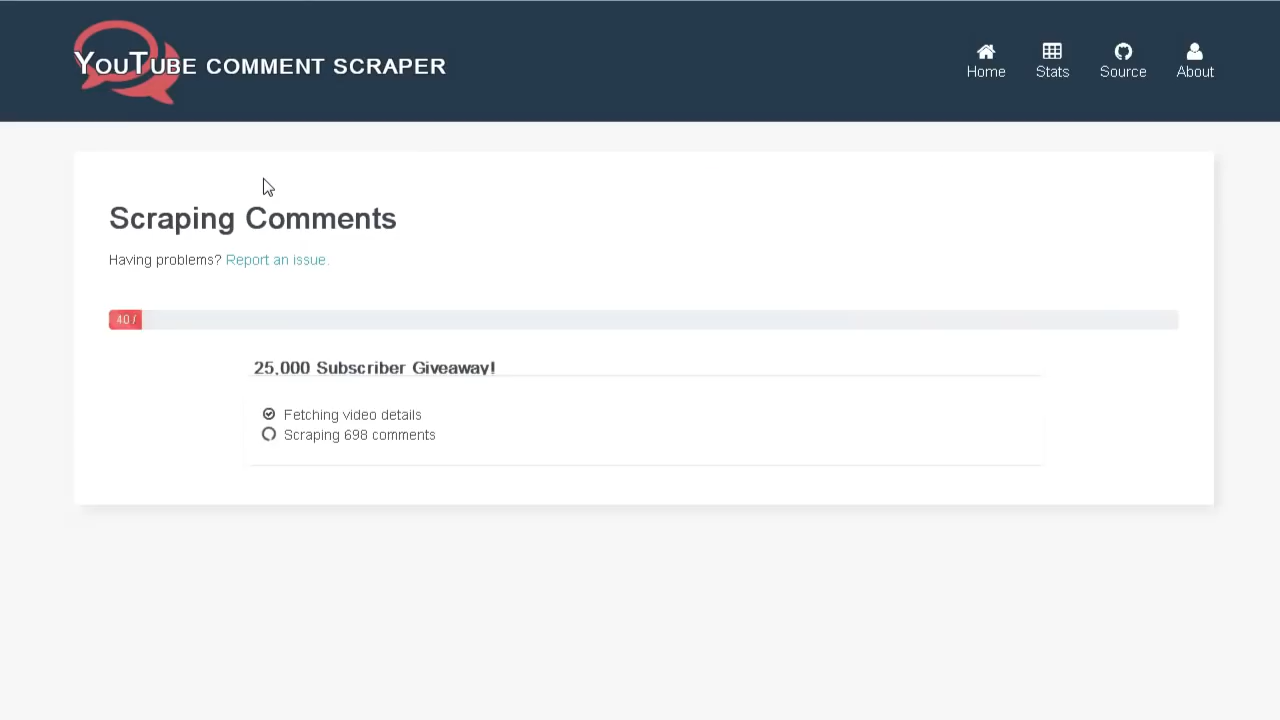 YouTube comment scraper
Home
Stats
Source
About
Scraping Comments
Having problems? Report an issue.
40 /
25,000 Subscriber Giveaway!
Fetching video details
Scraping 698 comments